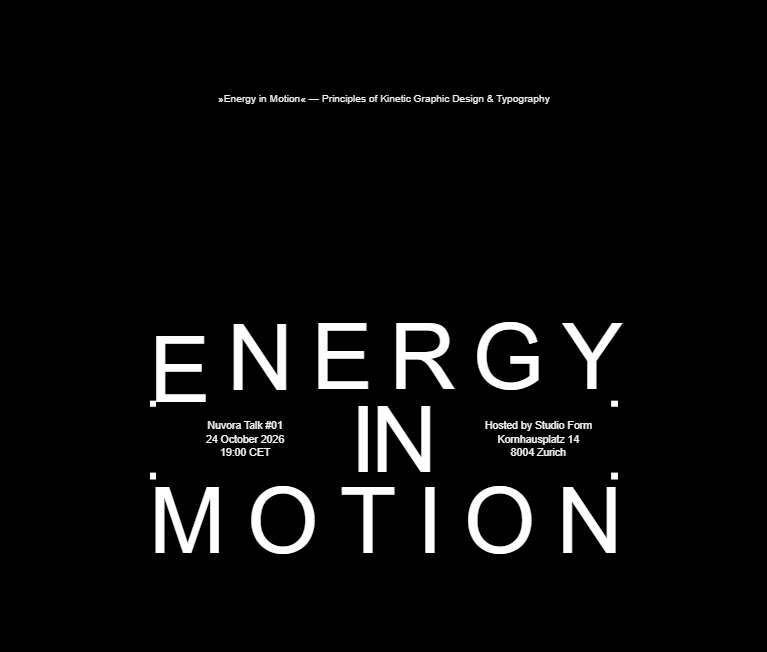 »Energy in Motion« — Principles of Kinetic Graphic Design & Typography
ENERGY
IN
Nuvora Talk #01
24 October 2026
19:00 CET
Hosted by Studio Form
Kornhausplatz 14
8004 Zurich
MOTION